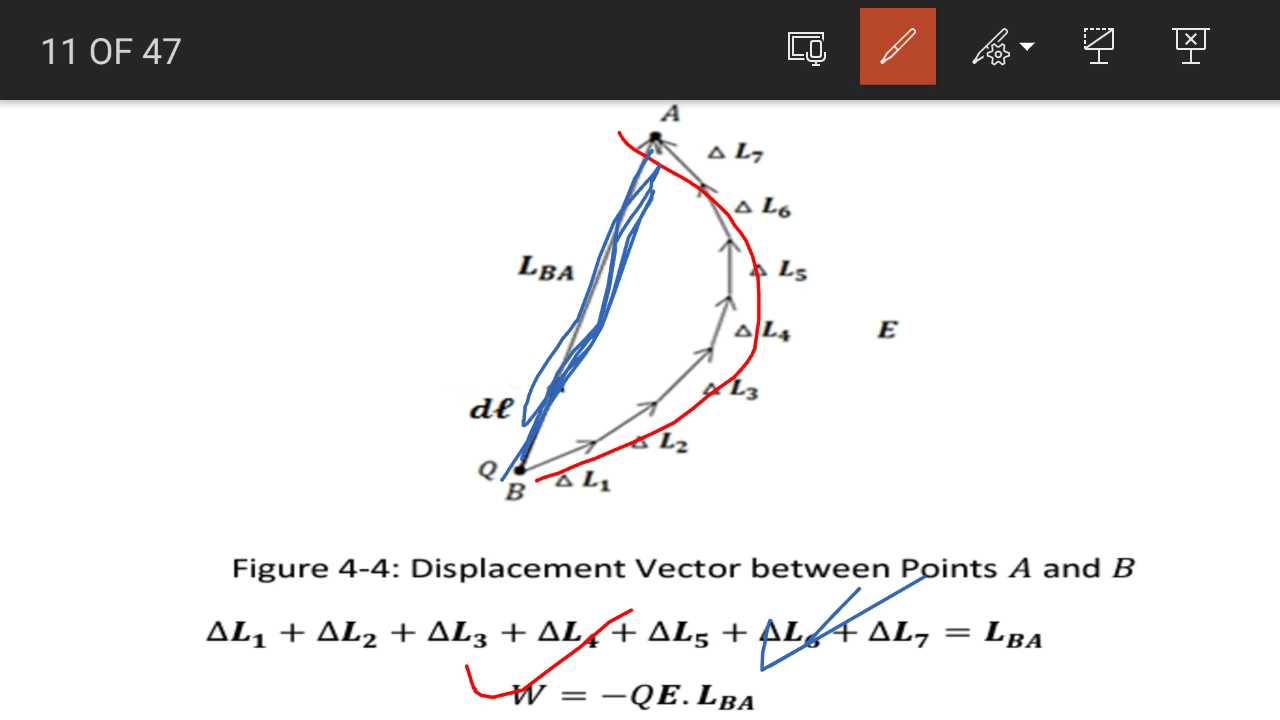 11 OF 47
A
Δ L₇
Δ L₆
L_BA
Δ L₅
Δ L₄
E
Δ L₃
dℓ
Δ L₂
Q
B
Δ L₁
Figure 4-4: Displacement Vector between Points A and B
ΔL₁ + ΔL₂ + ΔL₃ + ΔL₄ + ΔL₅ + ΔL₆ + ΔL₇ = L_BA
W = −QE. L_BA